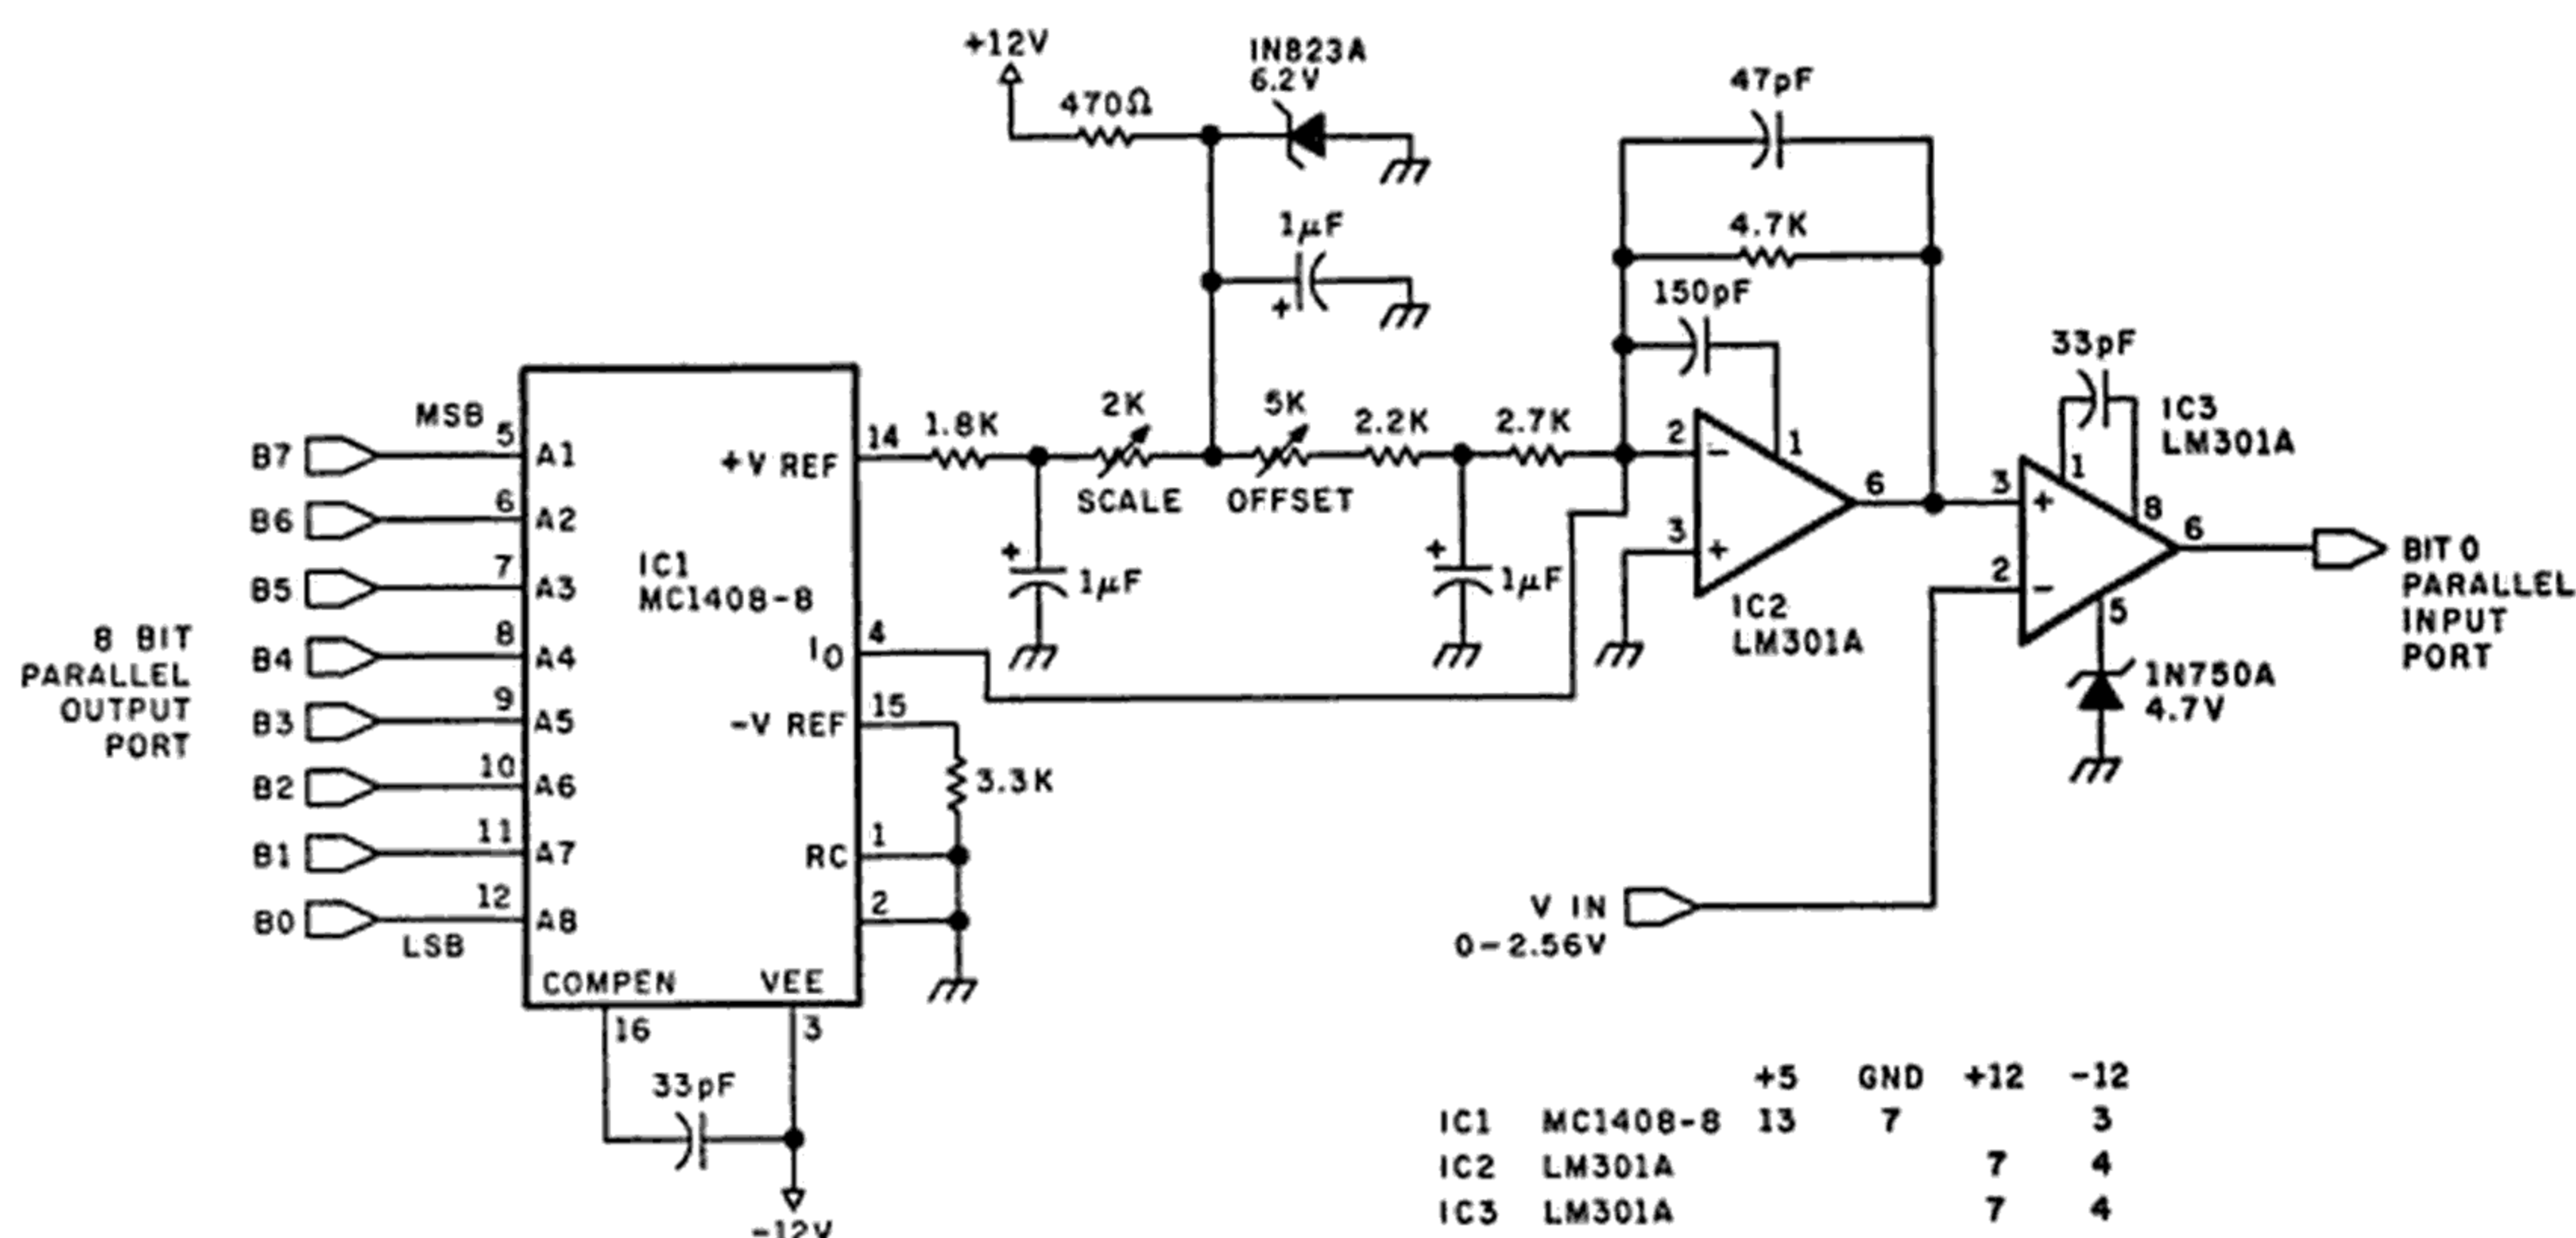 +12V
470Ω
IN823A
6.2V
1µF
+
47pF
4.7K
150pF
33pF
IC3
LM301A
MSB
B7 5 A1
B6 6 A2
B5 7 A3
B4 8 A4
B3 9 A5
B2 10 A6
B1 11 A7
B0 12 A8
LSB
8 BIT
PARALLEL
OUTPUT
PORT
IC1
MC1408-8
+V REF 14
IO 4
-V REF 15
RC 1
2
COMPEN VEE
16 3
33pF
-12V
1.8K
2K
SCALE
5K
OFFSET
2.2K
2.7K
+
1µF
+
1µF
3.3K
2 -
3 +
1
6
IC2
LM301A
3 +
2 -
1
8
6
5
1N750A
4.7V
BIT 0
PARALLEL
INPUT
PORT
V IN
0-2.56V
+5 GND +12 -12
IC1 MC1408-8 13 7 3
IC2 LM301A 7 4
IC3 LM301A 7 4